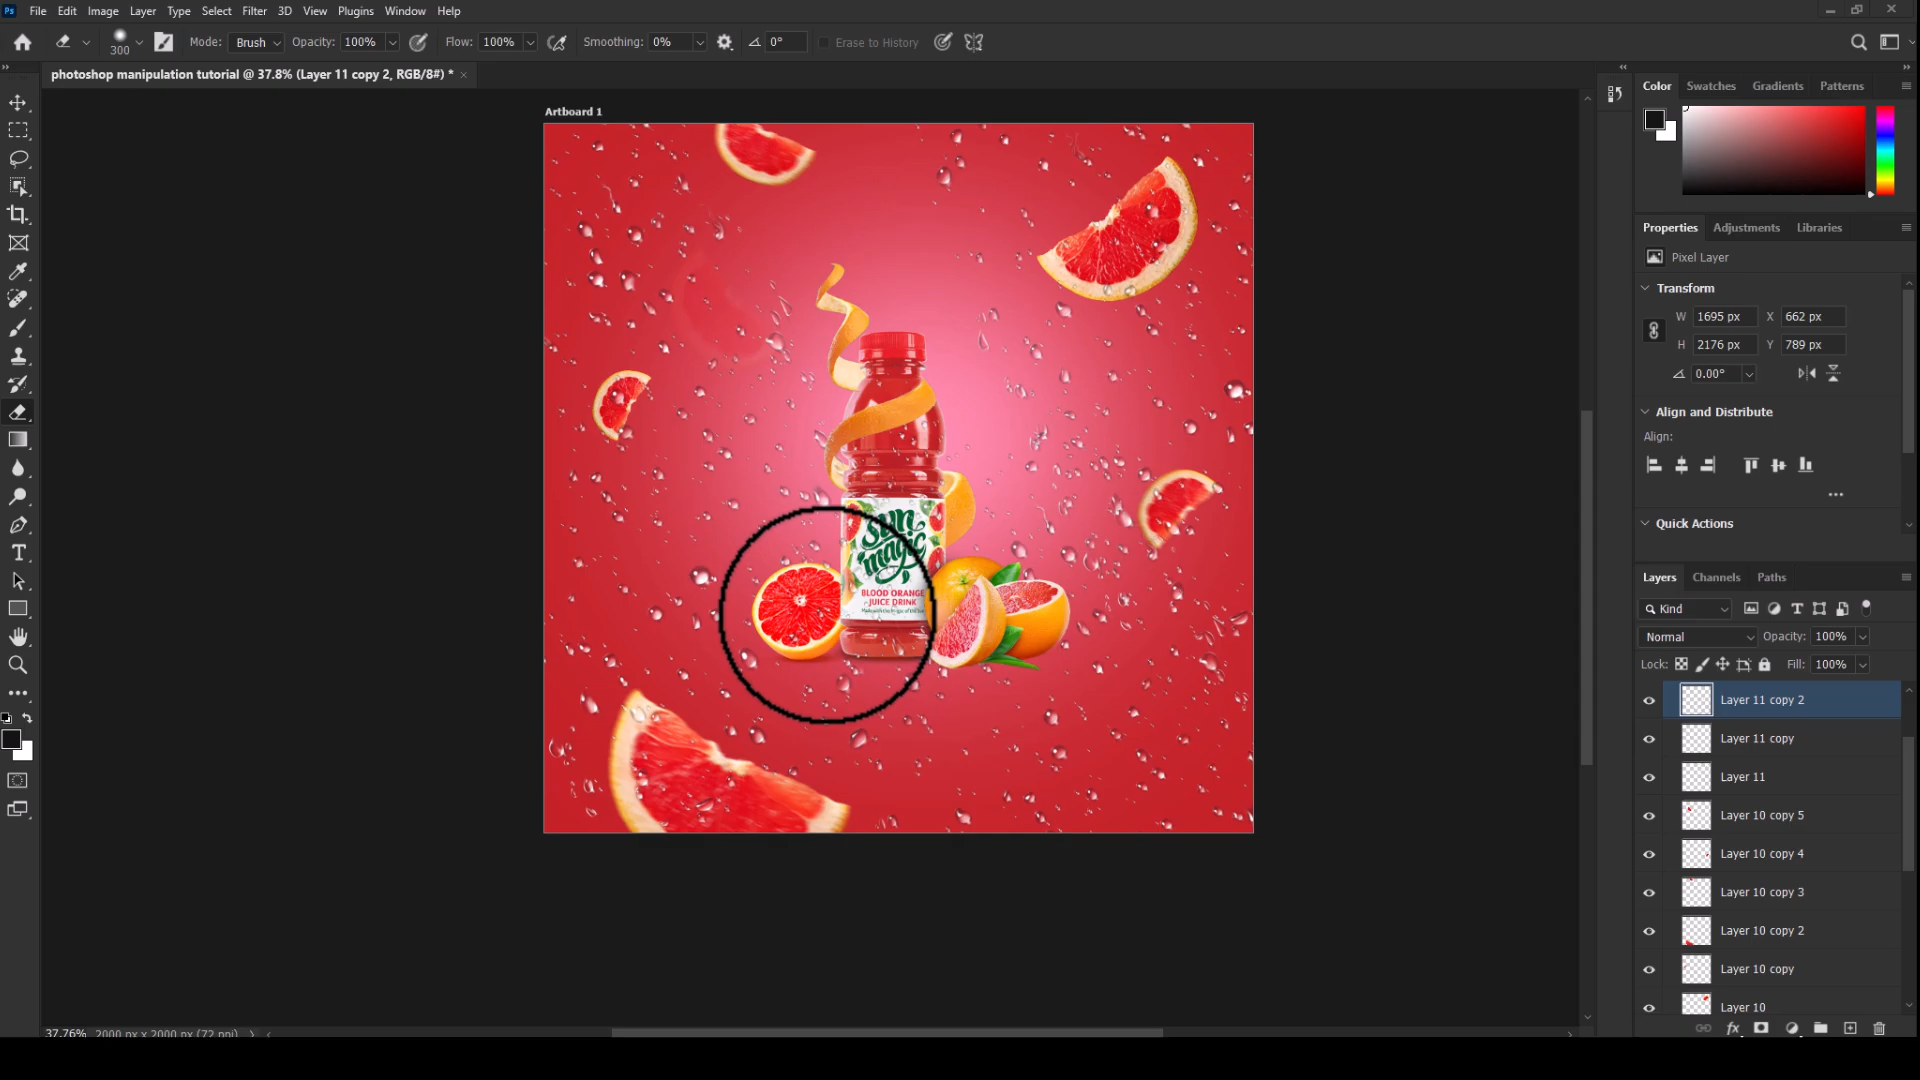 Ps File Edit Image Layer Type Select Filter 3D View Plugins Window Help
300 Mode: Brush Opacity: 100% Flow: 100% Smoothing: 0% 0° Erase to History
photoshop manipulation tutorial @ 37.8% (Layer 11 copy 2, RGB/8#) * ×
Artboard 1
sun
magic
BLOOD ORANGE
JUICE DRINK
37.76% 2000 px x 2000 px (72 ppi)
Color Swatches Gradients Patterns
Properties Adjustments Libraries
Pixel Layer
Transform
W 1695 px X 662 px
H 2176 px Y 789 px
0.00°
Align and Distribute
Align:
Quick Actions
Layers Channels Paths
Kind
Normal Opacity: 100%
Lock: Fill: 100%
Layer 11 copy 2
Layer 11 copy
Layer 11
Layer 10 copy 5
Layer 10 copy 4
Layer 10 copy 3
Layer 10 copy 2
Layer 10 copy
Layer 10
fx